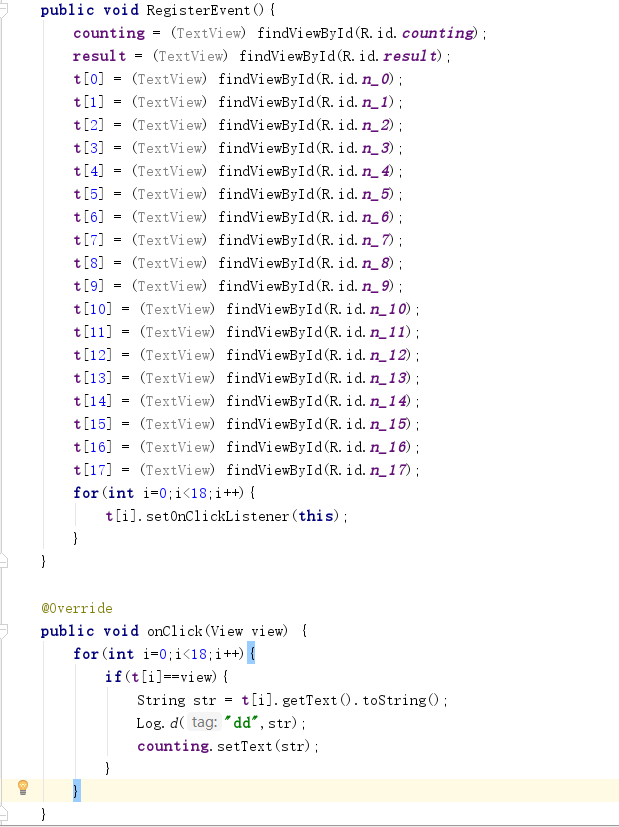 public void RegisterEvent(){
counting = (TextView) findViewById(R.id.counting);
result = (TextView) findViewById(R.id.result);
t[0] = (TextView) findViewById(R.id.n_0);
t[1] = (TextView) findViewById(R.id.n_1);
t[2] = (TextView) findViewById(R.id.n_2);
t[3] = (TextView) findViewById(R.id.n_3);
t[4] = (TextView) findViewById(R.id.n_4);
t[5] = (TextView) findViewById(R.id.n_5);
t[6] = (TextView) findViewById(R.id.n_6);
t[7] = (TextView) findViewById(R.id.n_7);
t[8] = (TextView) findViewById(R.id.n_8);
t[9] = (TextView) findViewById(R.id.n_9);
t[10] = (TextView) findViewById(R.id.n_10);
t[11] = (TextView) findViewById(R.id.n_11);
t[12] = (TextView) findViewById(R.id.n_12);
t[13] = (TextView) findViewById(R.id.n_13);
t[14] = (TextView) findViewById(R.id.n_14);
t[15] = (TextView) findViewById(R.id.n_15);
t[16] = (TextView) findViewById(R.id.n_16);
t[17] = (TextView) findViewById(R.id.n_17);
for(int i=0;i<18;i++){
t[i].setOnClickListener(this);
}
}
@Override
public void onClick(View view) {
for(int i=0;i<18;i++){
if(t[i]==view){
String str = t[i].getText().toString();
Log.d( tag: "dd",str);
counting.setText(str);
}
}
}